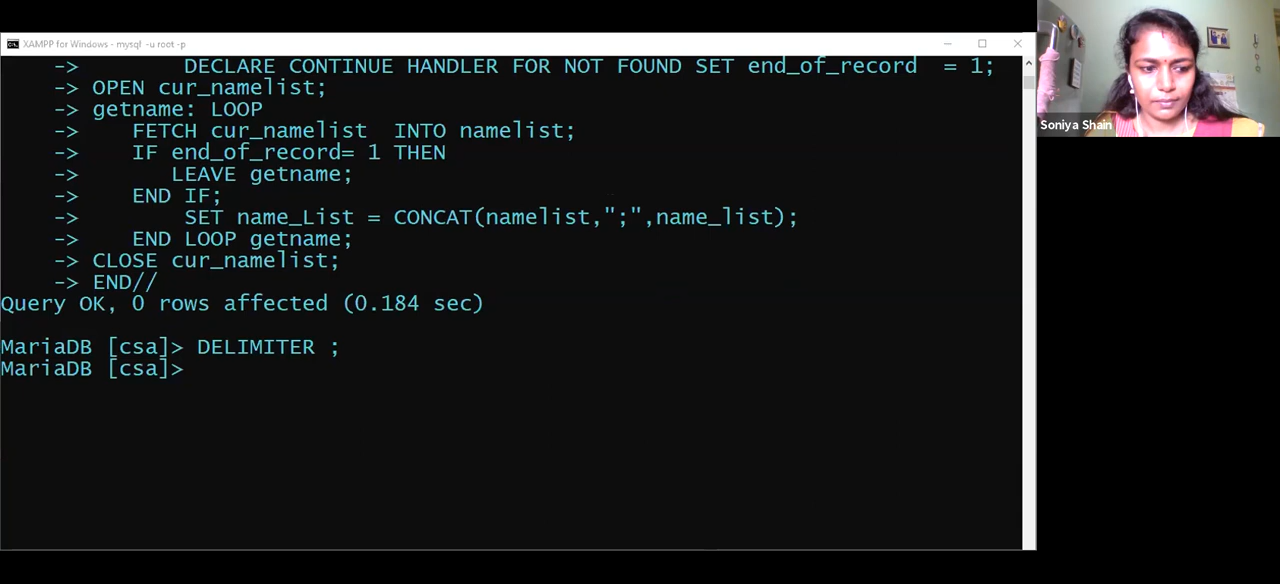 XAMPP for Windows - mysql -u root -p
-> DECLARE CONTINUE HANDLER FOR NOT FOUND SET end_of_record = 1;
-> OPEN cur_namelist;
-> getname: LOOP
-> FETCH cur_namelist INTO namelist;
-> IF end_of_record= 1 THEN
-> LEAVE getname;
-> END IF;
-> SET name_List = CONCAT(namelist,";",name_list);
-> END LOOP getname;
-> CLOSE cur_namelist;
-> END//
Query OK, 0 rows affected (0.184 sec)
MariaDB [csa]> DELIMITER ;
MariaDB [csa]>
Soniya Shain